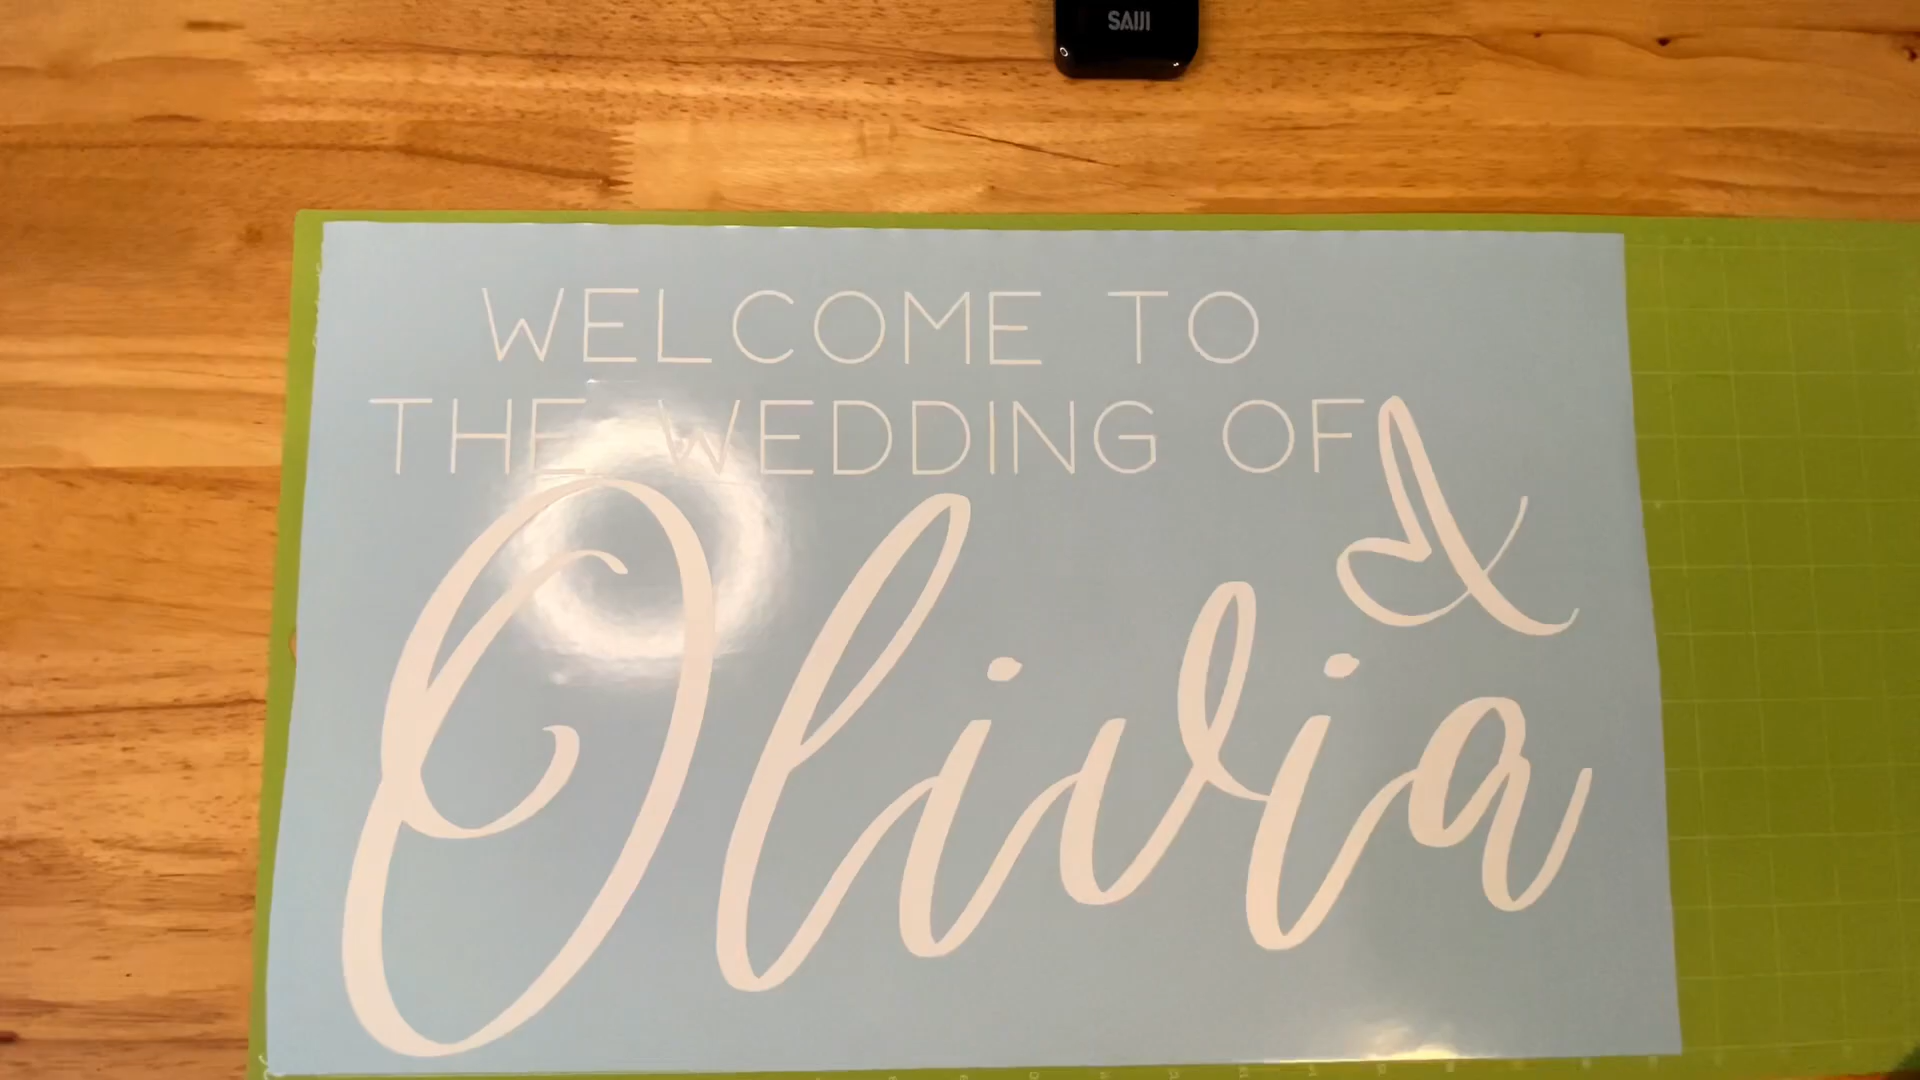 SAIJI
WELCOME TO
THE WEDDING OF
&
Olivia